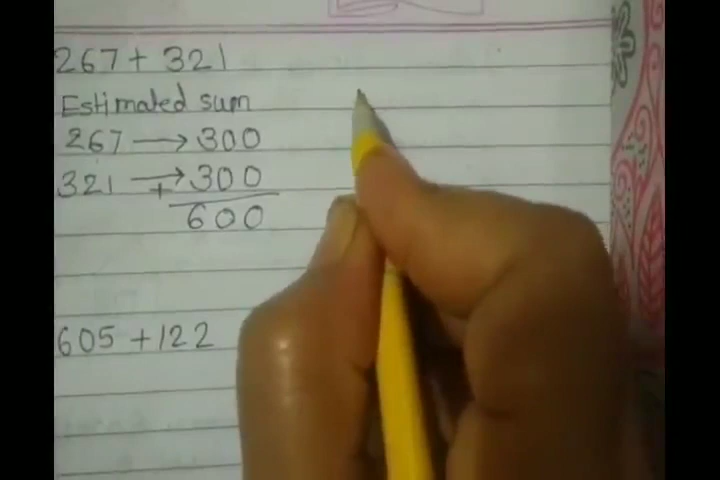 267 + 321
Estimated sum
267 → 300
321 → + 300
600
605 + 122